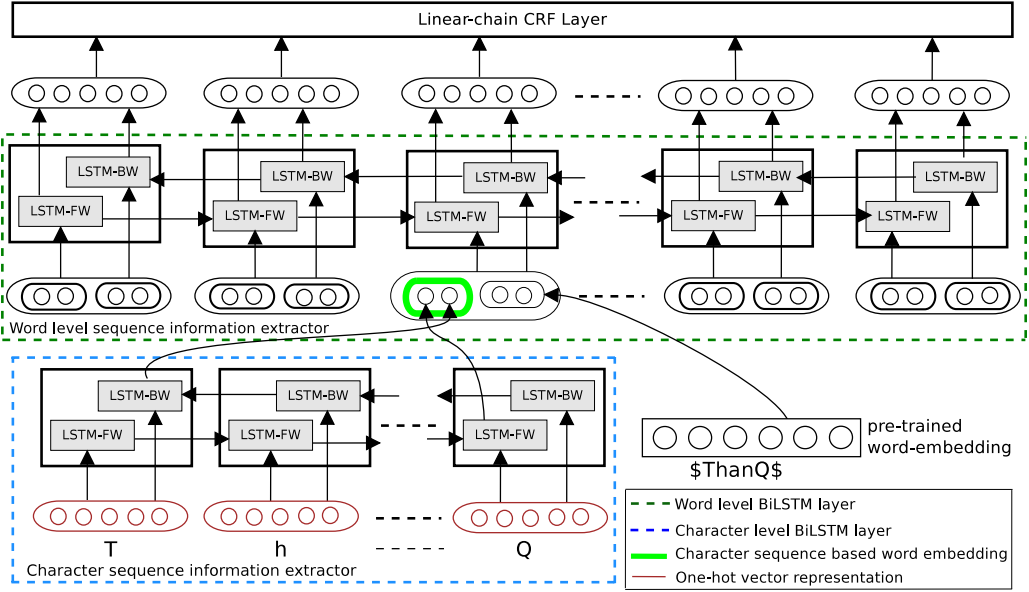 Linear-chain CRF Layer
LSTM-BW
LSTM-FW
LSTM-BW
LSTM-FW
LSTM-BW
LSTM-FW
LSTM-BW
LSTM-FW
LSTM-BW
LSTM-FW
Word level sequence information extractor
LSTM-BW
LSTM-FW
LSTM-BW
LSTM-FW
LSTM-BW
LSTM-FW
T
h
Q
Character sequence information extractor
pre-trained
word-embedding
$ThanQ$
Word level BiLSTM layer
Character level BiLSTM layer
Character sequence based word embedding
One-hot vector representation